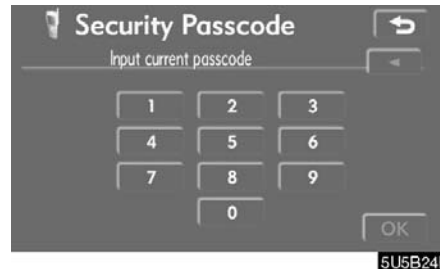 Security Passcode
Input current passcode
1 2 3
4 5 6
7 8 9
0
OK
5U5B24